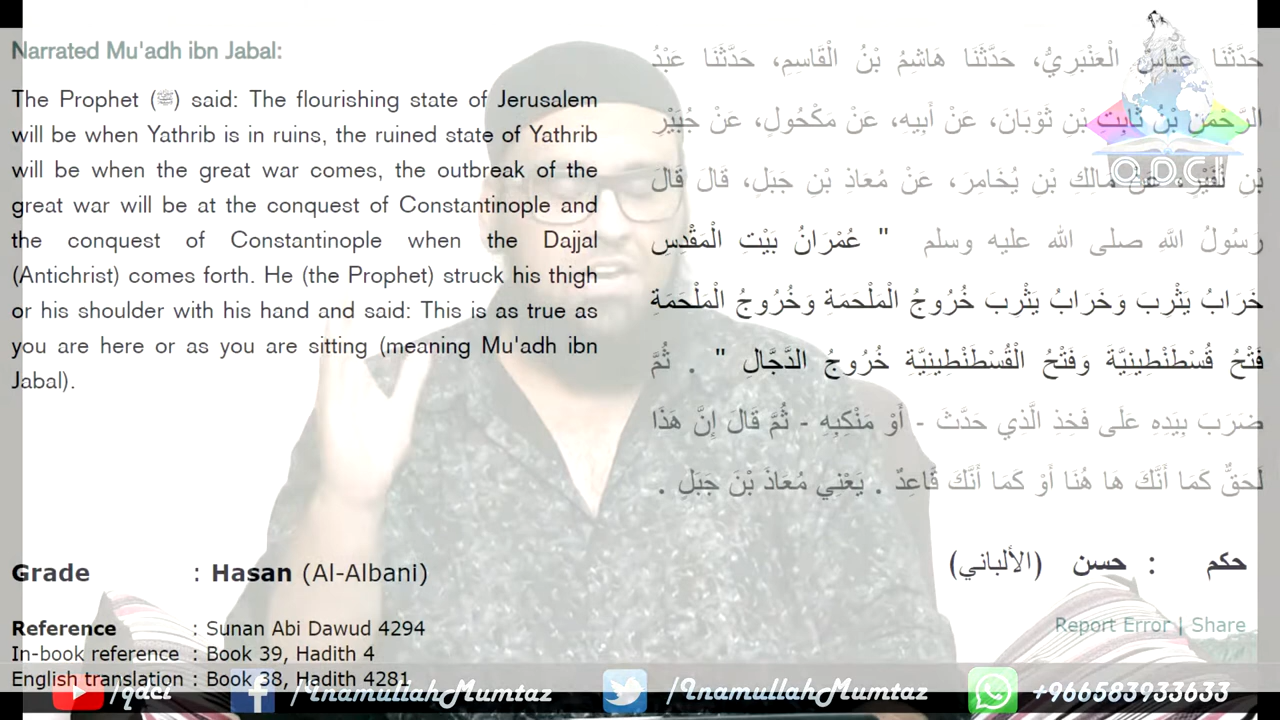 Narrated Mu'adh ibn Jabal:
The Prophet (ﷺ) said: The flourishing state of Jerusalem
will be when Yathrib is in ruins, the ruined state of Yathrib
will be when the great war comes, the outbreak of the
great war will be at the conquest of Constantinople and
the conquest of Constantinople when the Dajjal
(Antichrist) comes forth. He (the Prophet) struck his thigh
or his shoulder with his hand and said: This is as true as
you are here or as you are sitting (meaning Mu'adh ibn
Jabal).
حَدَّثَنَا عَبَّاسٌ الْعَنْبَرِيُّ، حَدَّثَنَا هَاشِمُ بْنُ الْقَاسِمِ، حَدَّثَنَا عَبْدُ
الرَّحْمَنِ بْنُ ثَابِتِ بْنِ ثَوْبَانَ، عَنْ أَبِيهِ، عَنْ مَكْحُولٍ، عَنْ جُبَيْرِ
بْنِ نُفَيْرٍ، عَنْ مَالِكِ بْنِ يُخَامِرَ، عَنْ مُعَاذِ بْنِ جَبَلٍ، قَالَ قَالَ
رَسُولُ اللَّهِ صلى الله عليه وسلم " عُمْرَانُ بَيْتِ الْمَقْدِسِ
خَرَابُ يَثْرِبَ وَخَرَابُ يَثْرِبَ خُرُوجُ الْمَلْحَمَةِ وَخُرُوجُ الْمَلْحَمَةِ
فَتْحُ قُسْطَنْطِينِيَّةَ وَفَتْحُ الْقُسْطَنْطِينِيَّةِ خُرُوجُ الدَّجَّالِ " . ثُمَّ
ضَرَبَ بِيَدِهِ عَلَى فَخِذِ الَّذِي حَدَّثَ - أَوْ مَنْكِبِهِ - ثُمَّ قَالَ إِنَّ هَذَا
لَحَقٌّ كَمَا أَنَّكَ هَا هُنَا أَوْ كَمَا أَنَّكَ قَاعِدٌ . يَعْنِي مُعَاذَ بْنَ جَبَلٍ .
QDCI
Grade : Hasan (Al-Albani)
حكم : حسن (الألباني)
Reference : Sunan Abi Dawud 4294
In-book reference : Book 39, Hadith 4
English translation : Book 38, Hadith 4281
Report Error | Share
/qdci /InamullahMumtaz /InamullahMumtaz +966583933633